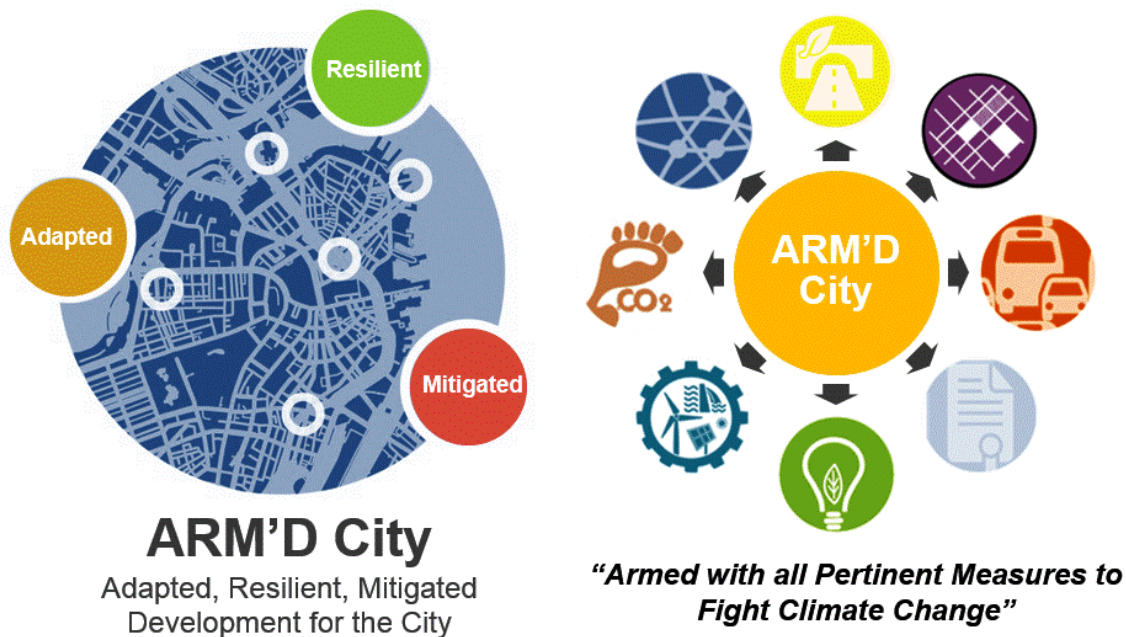 Resilient
Adapted
Mitigated
ARM’D City
Adapted, Resilient, Mitigated
Development for the City
ARM’D
City
CO2
“Armed with all Pertinent Measures to
Fight Climate Change”